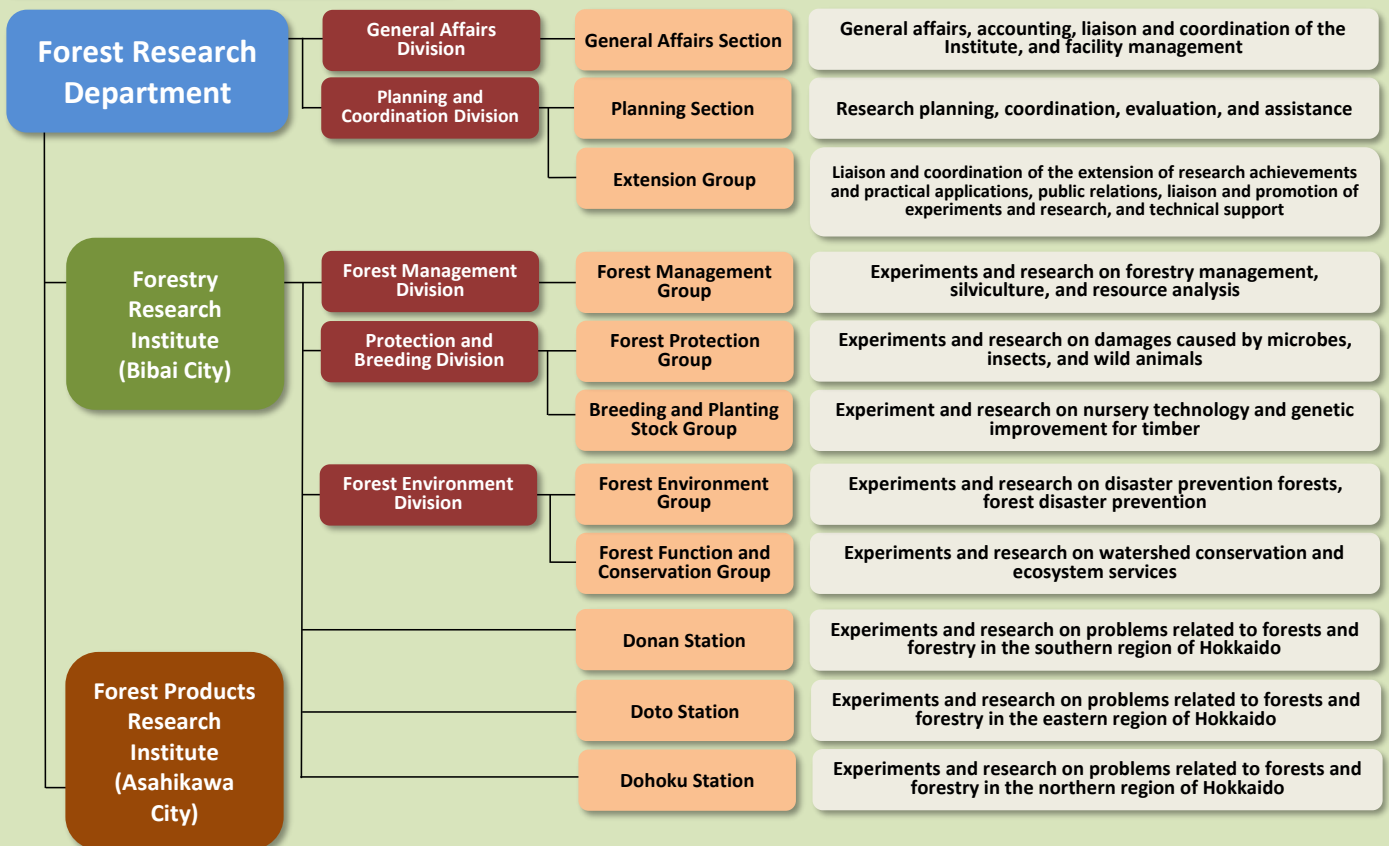 Forest Research
Department
General Affairs
Division
General Affairs Section
General affairs, accounting, liaison and coordination of the
Institute, and facility management
Planning and
Coordination Division
Planning Section
Research planning, coordination, evaluation, and assistance
Extension Group
Liaison and coordination of the extension of research achievements
and practical applications, public relations, liaison and promotion of
experiments and research, and technical support
Forestry
Research
Institute
(Bibai City)
Forest Management
Division
Forest Management
Group
Experiments and research on forestry management,
silviculture, and resource analysis
Protection and
Breeding Division
Forest Protection
Group
Experiments and research on damages caused by microbes,
insects, and wild animals
Breeding and Planting
Stock Group
Experiment and research on nursery technology and genetic
improvement for timber
Forest Environment
Division
Forest Environment
Group
Experiments and research on disaster prevention forests,
forest disaster prevention
Forest Function and
Conservation Group
Experiments and research on watershed conservation and
ecosystem services
Donan Station
Experiments and research on problems related to forests and
forestry in the southern region of Hokkaido
Doto Station
Experiments and research on problems related to forests and
forestry in the eastern region of Hokkaido
Dohoku Station
Experiments and research on problems related to forests and
forestry in the northern region of Hokkaido
Forest Products
Research
Institute
(Asahikawa
City)